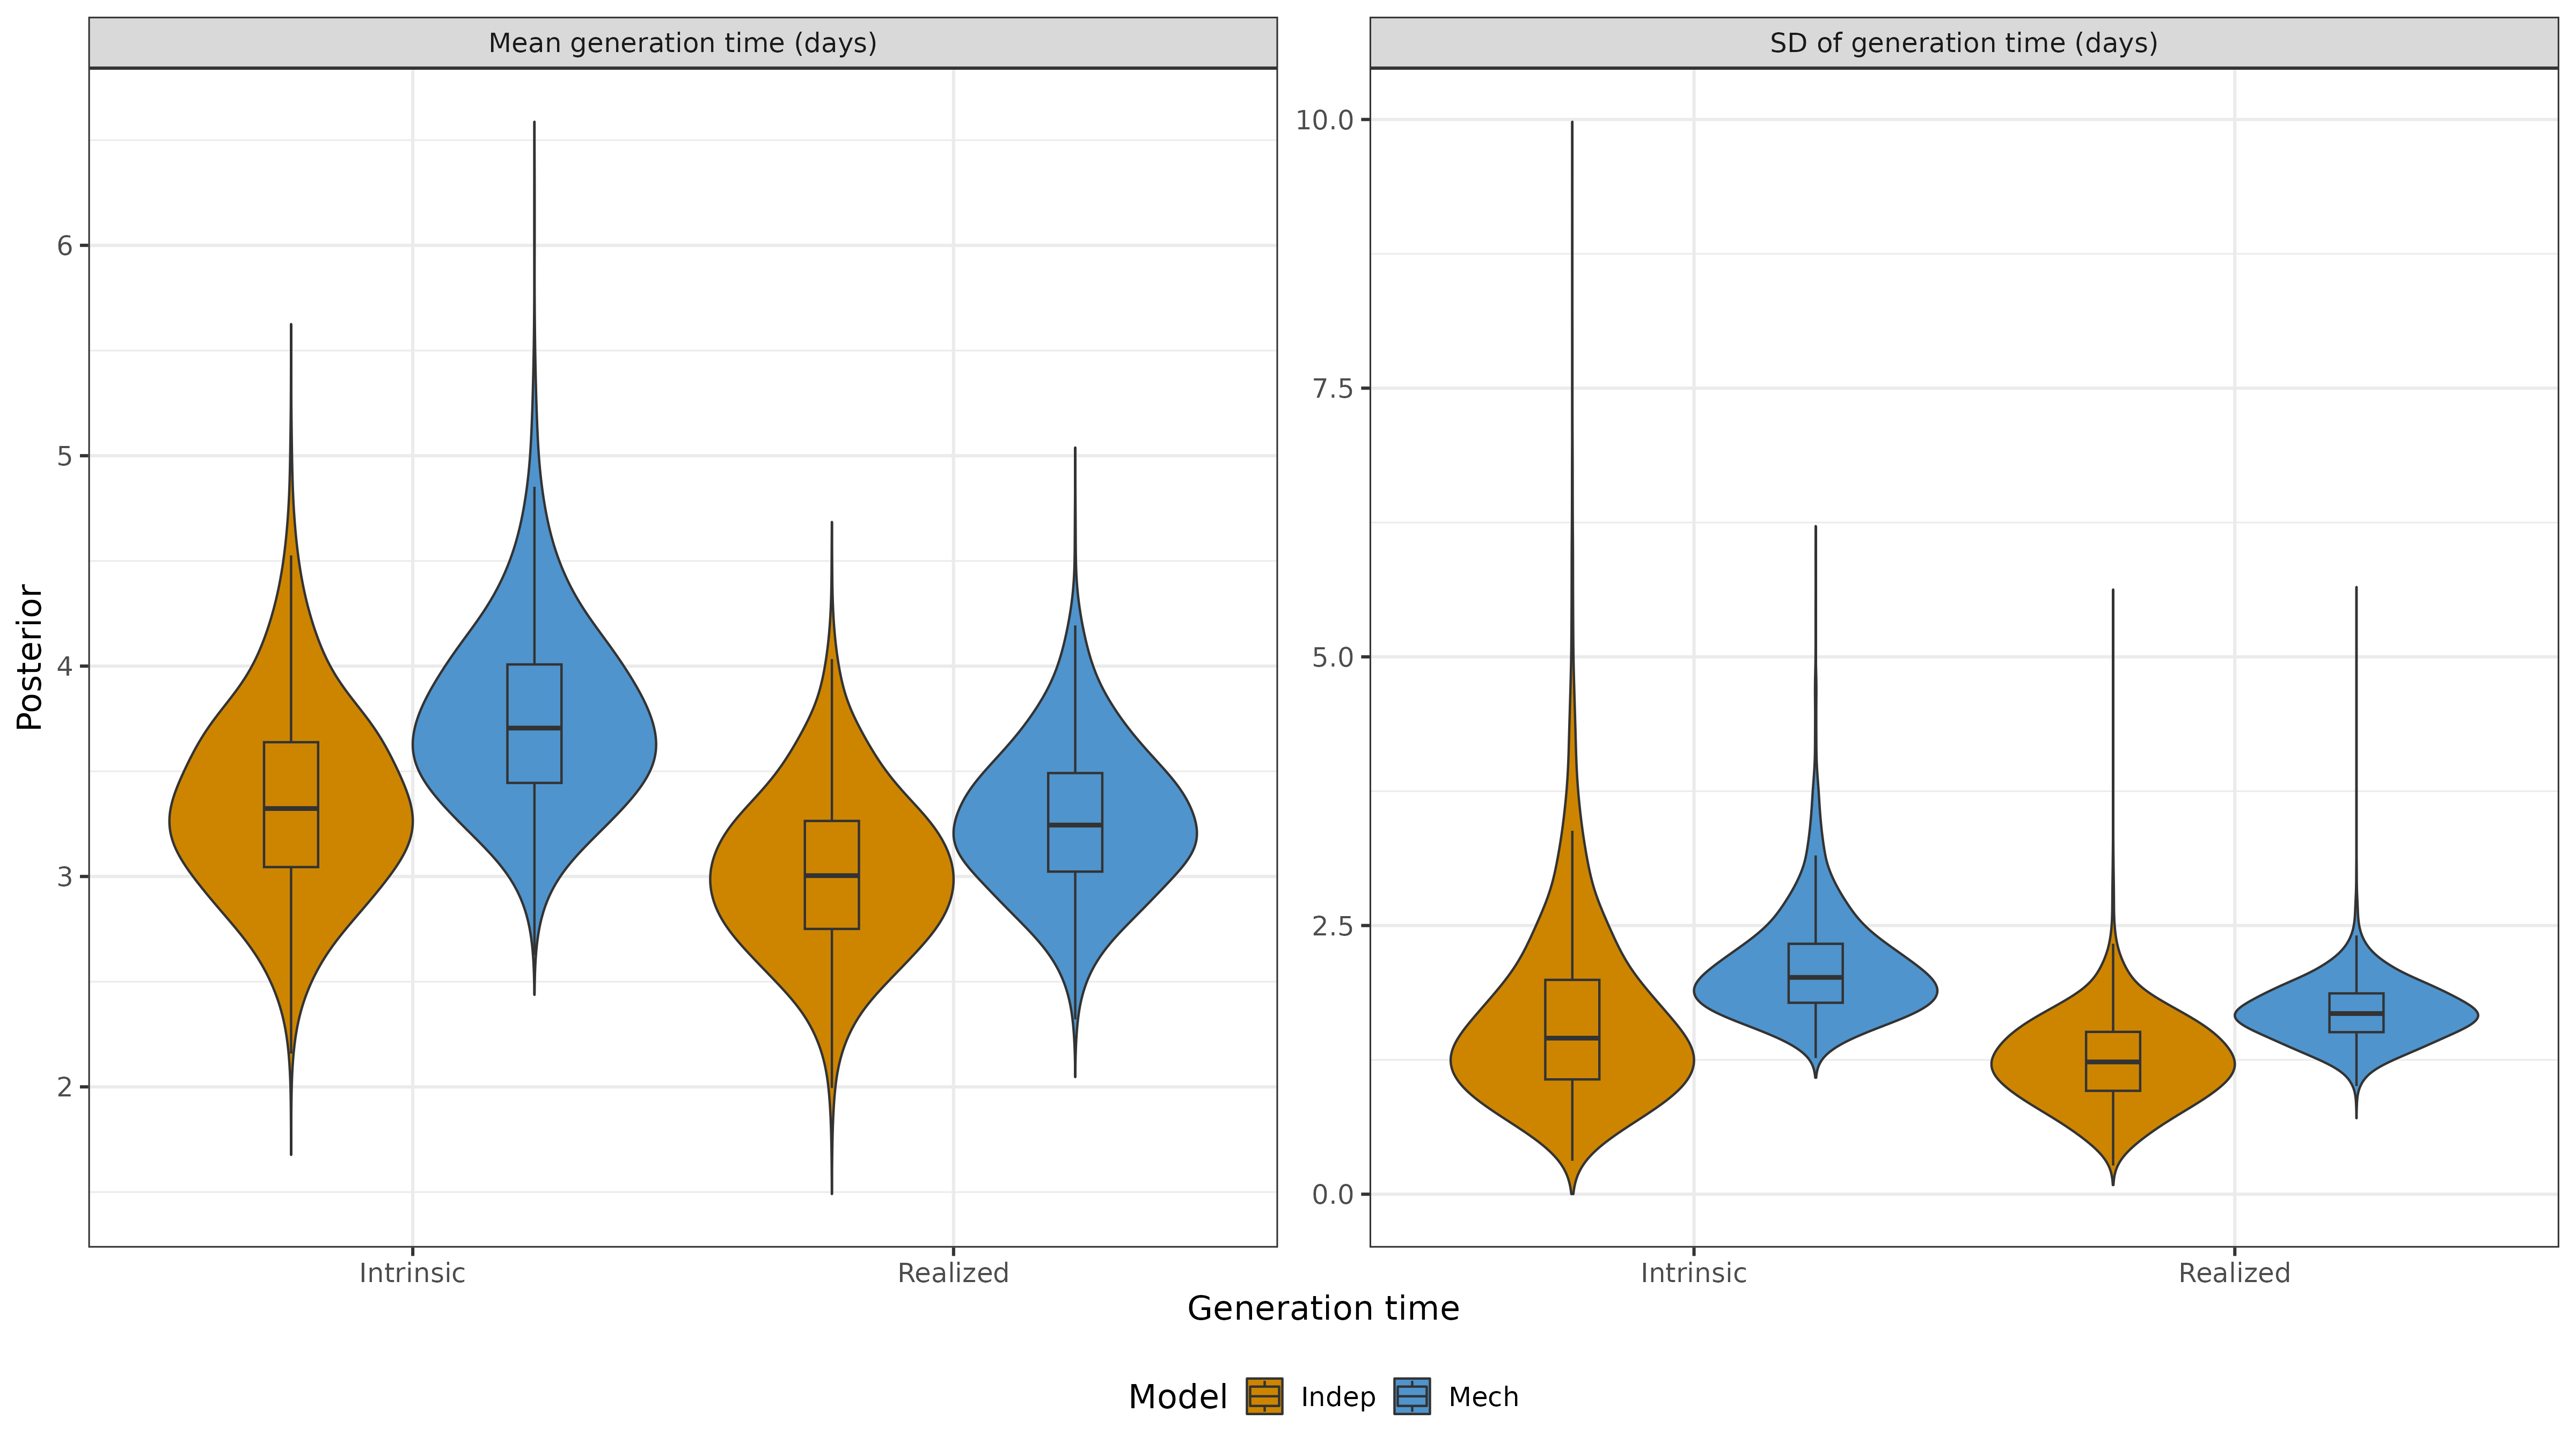 Mean generation time (days)
SD of generation time (days)
Posterior
6
5
4
3
2
10.0
7.5
5.0
2.5
0.0
Intrinsic
Realized
Intrinsic
Realized
Generation time
Model Indep Mech